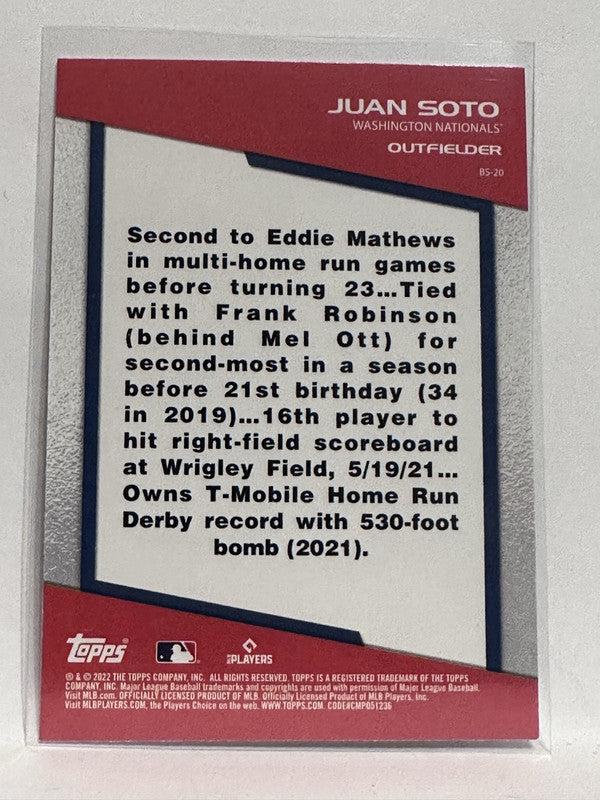 JUAN SOTO
WASHINGTON NATIONALS™
OUTFIELDER
BS-20
Second to Eddie Mathews
in multi-home run games
before turning 23...Tied
with Frank Robinson
(behind Mel Ott) for
second-most in a season
before 21st birthday (34
in 2019)...16th player to
hit right-field scoreboard
at Wrigley Field, 5/19/21...
Owns T-Mobile Home Run
Derby record with 530-foot
bomb (2021).
topps
PLAYERS
® & © 2022 THE TOPPS COMPANY, INC. ALL RIGHTS RESERVED. TOPPS IS A REGISTERED TRADEMARK OF THE TOPPS
COMPANY, INC. Major League Baseball trademarks and copyrights are used with permission of Major League Baseball.
Visit MLB.com. OFFICIALLY LICENSED PRODUCT OF MLB. Officially Licensed Product of MLB Players, Inc.
Visit MLBPLAYERS.COM, the Players Choice on the web. WWW.TOPPS.COM. CODE#CMP051236